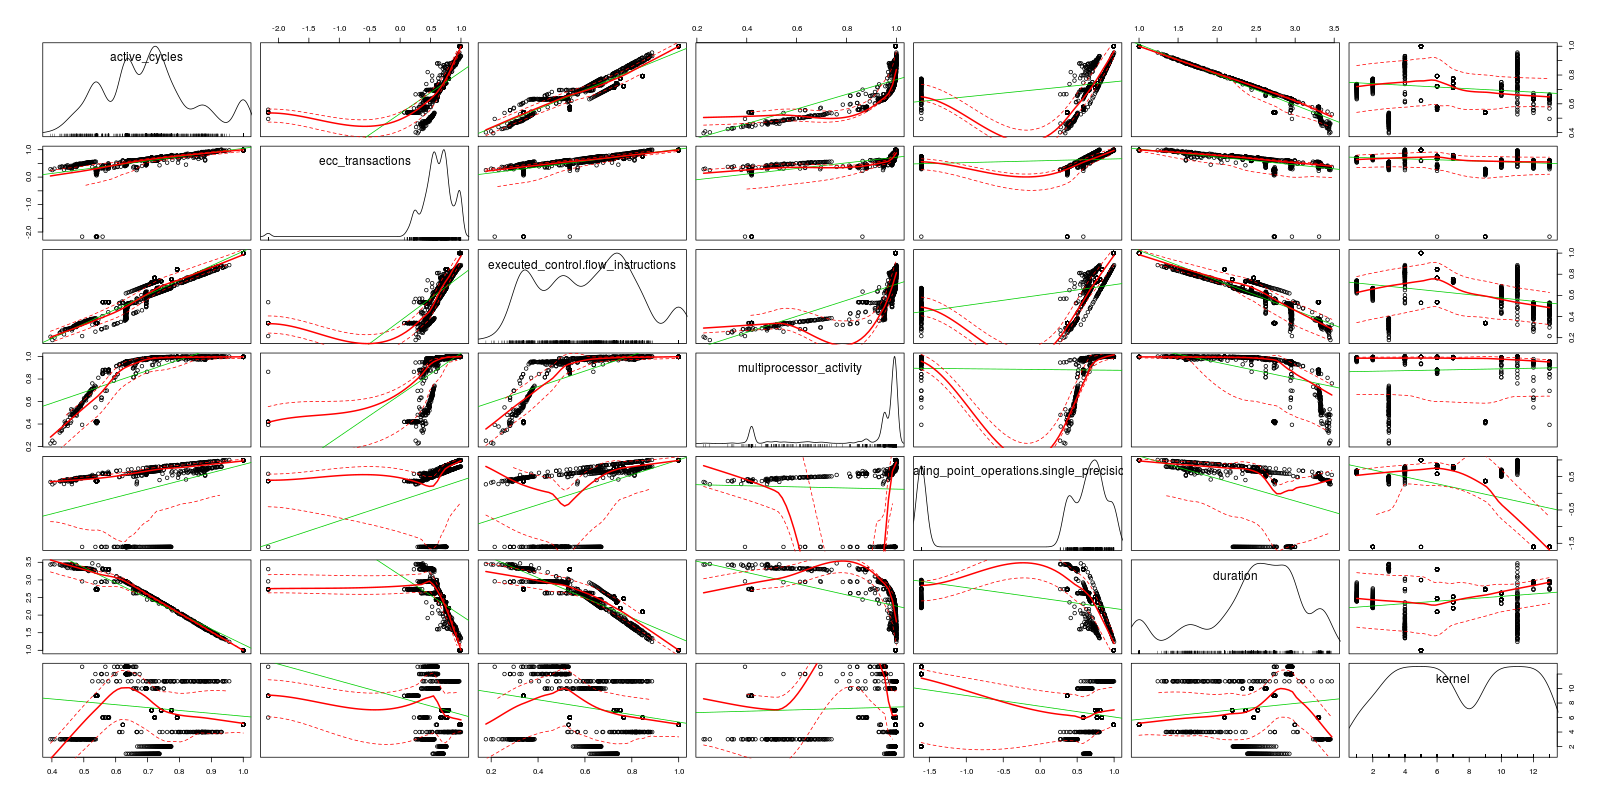 -2.0 -1.5 -1.0 -0.5 0.0 0.5 1.0 0.2 0.4 0.6 0.8 1.0 1.0 1.5 2.0 2.5 3.0 3.5
active_cycles
0.4 0.6 0.8 1.0
ecc_transactions
-2.0 -1.0 0.0 1.0
executed_control.flow_instructions
0.2 0.4 0.6 0.8 1.0
multiprocessor_activity
0.2 0.4 0.6 0.8 1.0
ating_point_operations.single_precisic
-1.5 -0.5 0.5
duration
1.0 1.5 2.0 2.5 3.0 3.5
kernel
2 4 6 8 10
0.4 0.5 0.6 0.7 0.8 0.9 1.0 0.2 0.4 0.6 0.8 1.0 -1.5 -1.0 -0.5 0.0 0.5 1.0 2 4 6 8 10 12